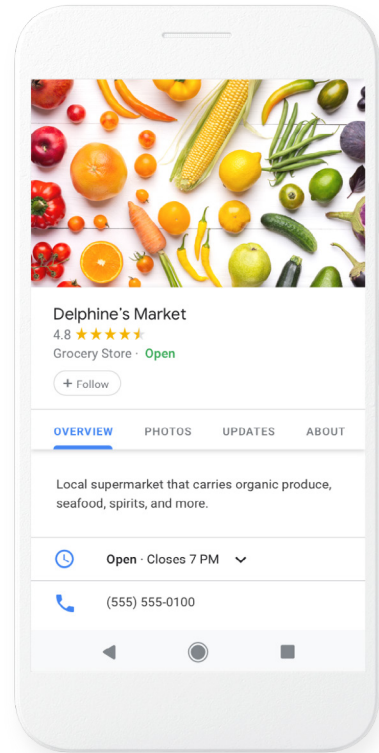 Delphine's Market
4.8
Grocery Store · Open
+ Follow
OVERVIEW PHOTOS UPDATES ABOUT
Local supermarket that carries organic produce,
seafood, spirits, and more.
Open · Closes 7 PM
(555) 555-0100